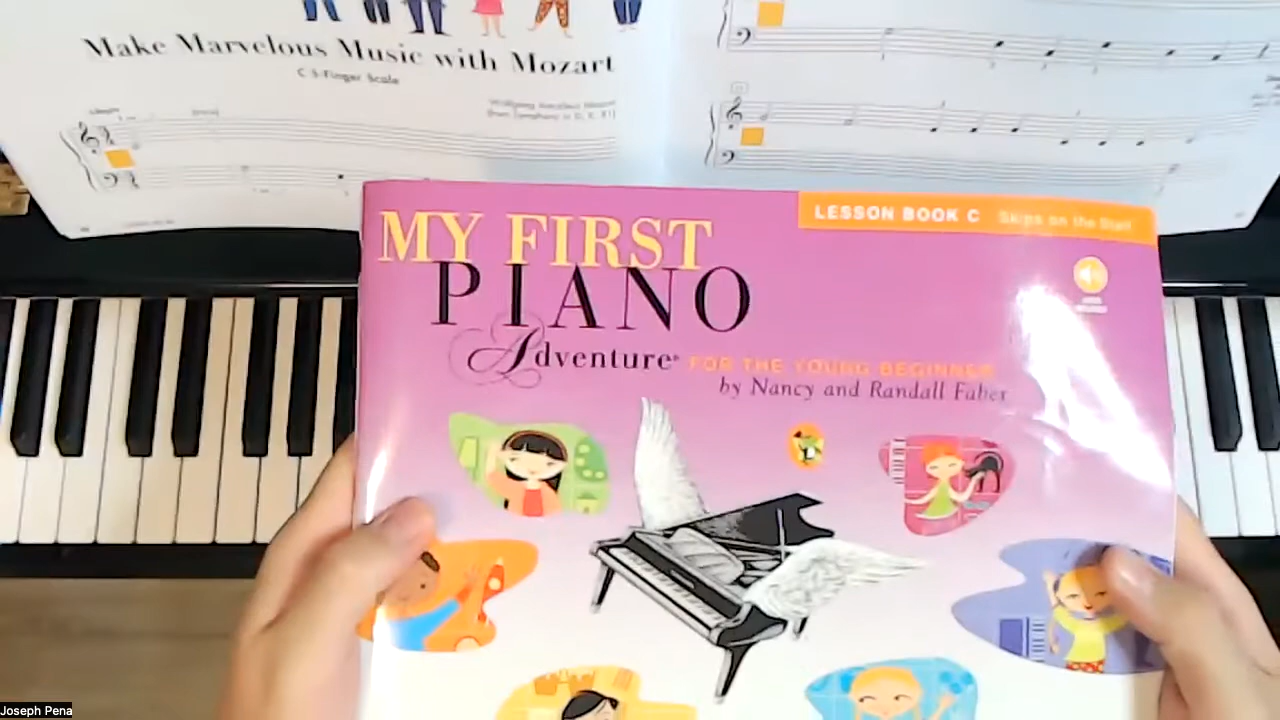 Make Marvelous Music with Mozart
C 5-Finger Scale
LESSON BOOK C Skips on the Staff
MY FIRST
PIANO
Adventure®
FOR THE YOUNG BEGINNER
by Nancy and Randall Faber
Joseph Pena